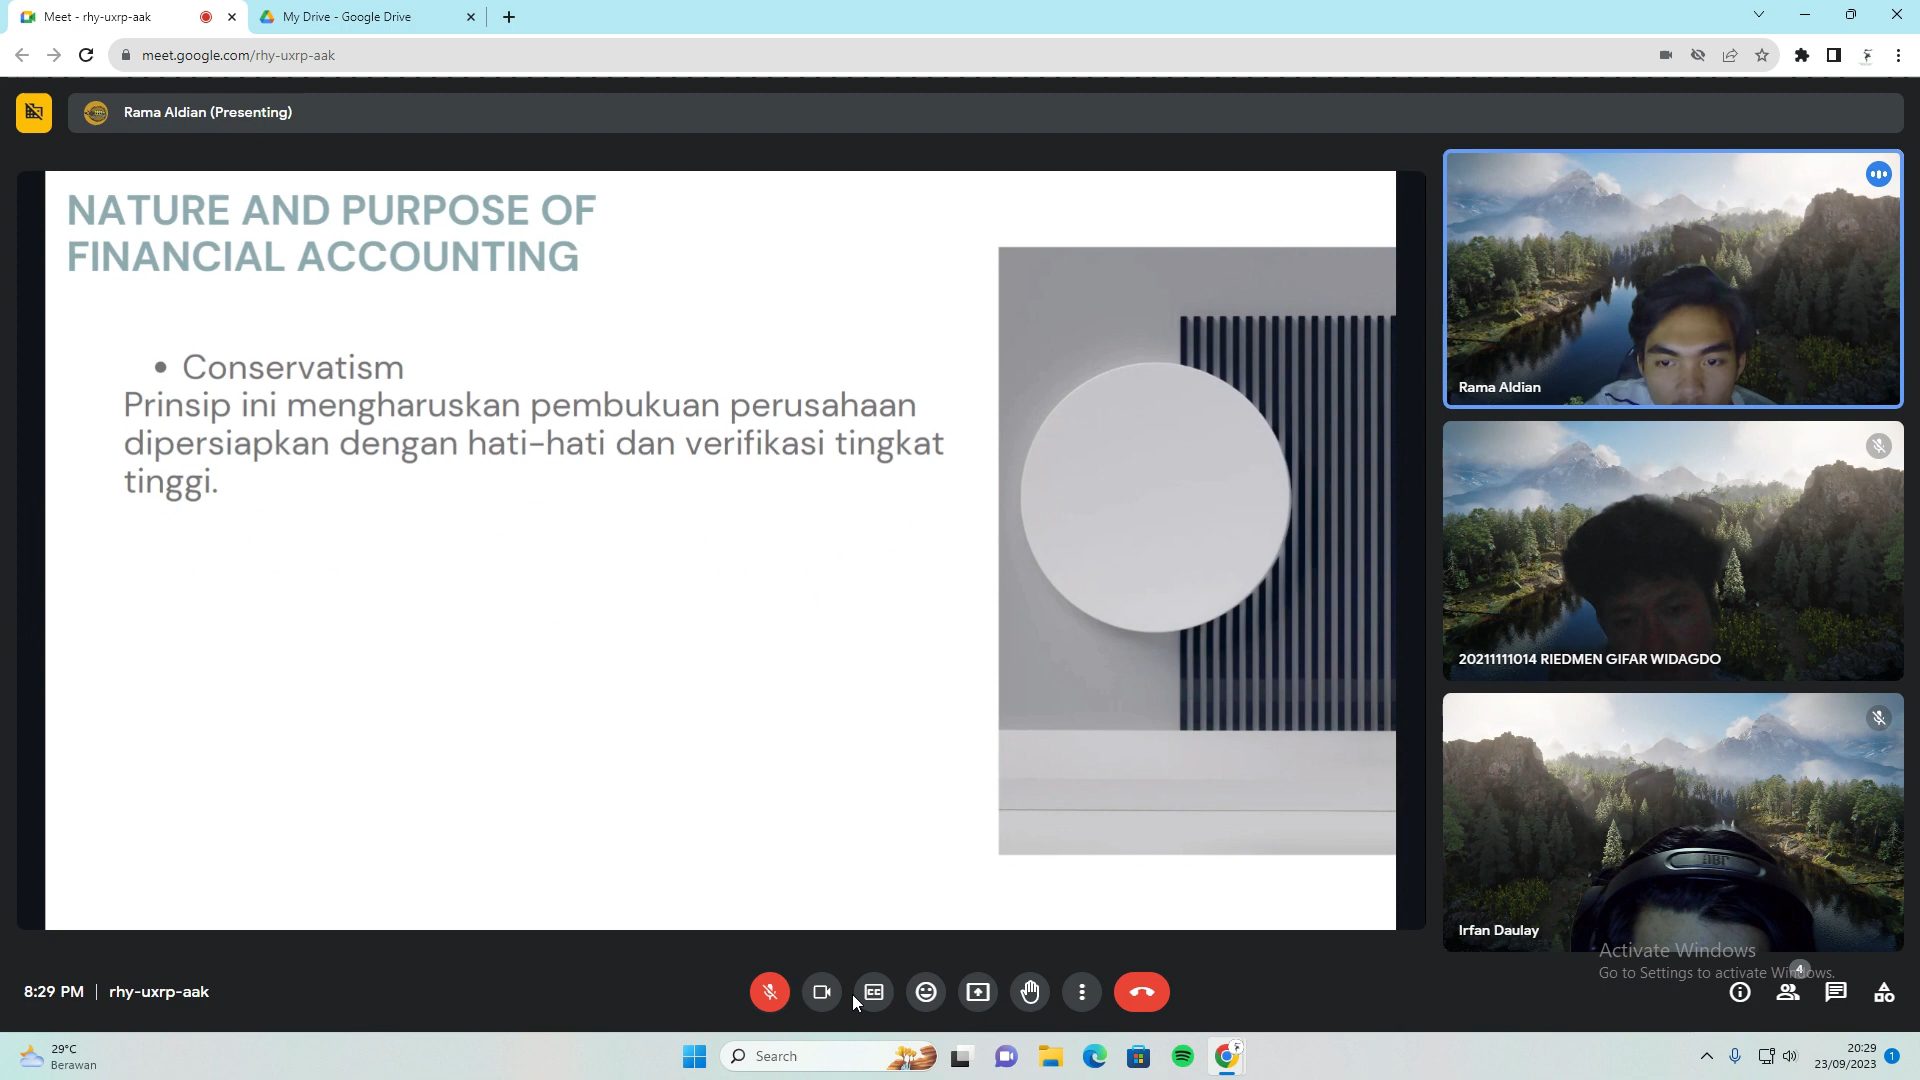 Meet - rhy-uxrp-aak
My Drive - Google Drive
meet.google.com/rhy-uxrp-aak
Rama Aldian (Presenting)
NATURE AND PURPOSE OF
FINANCIAL ACCOUNTING
• Conservatism
Prinsip ini mengharuskan pembukuan perusahaan
dipersiapkan dengan hati-hati dan verifikasi tingkat
tinggi.
Rama Aldian
20211111014 RIEDMEN GIFAR WIDAGDO
JBL
Irfan Daulay
Activate Windows
Go to Settings to activate Windows.
4
8:29 PM | rhy-uxrp-aak
29°C
Berawan
Search
20:29
23/09/2023
1